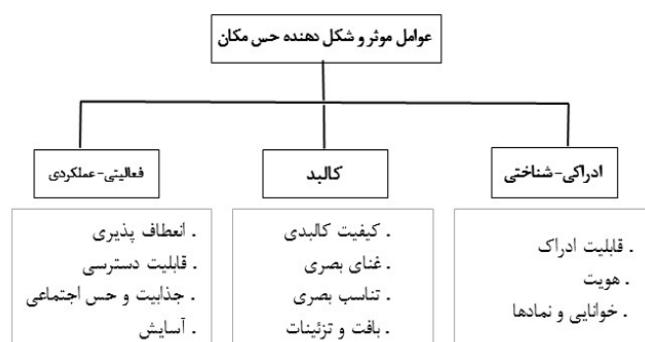 عوامل موثر و شکل دهنده حس مکان
ادراکی-شناختی
کالبد
فعالیتی-عملکردی
. قابلیت ادراک
. هویت
. خوانایی و نمادها
. کیفیت کالبدی
. غنای بصری
. تناسب بصری
. بافت و تزئینات
. انعطاف پذیری
. قابلیت دسترسی
. جذابیت و حس اجتماعی
. آسایش